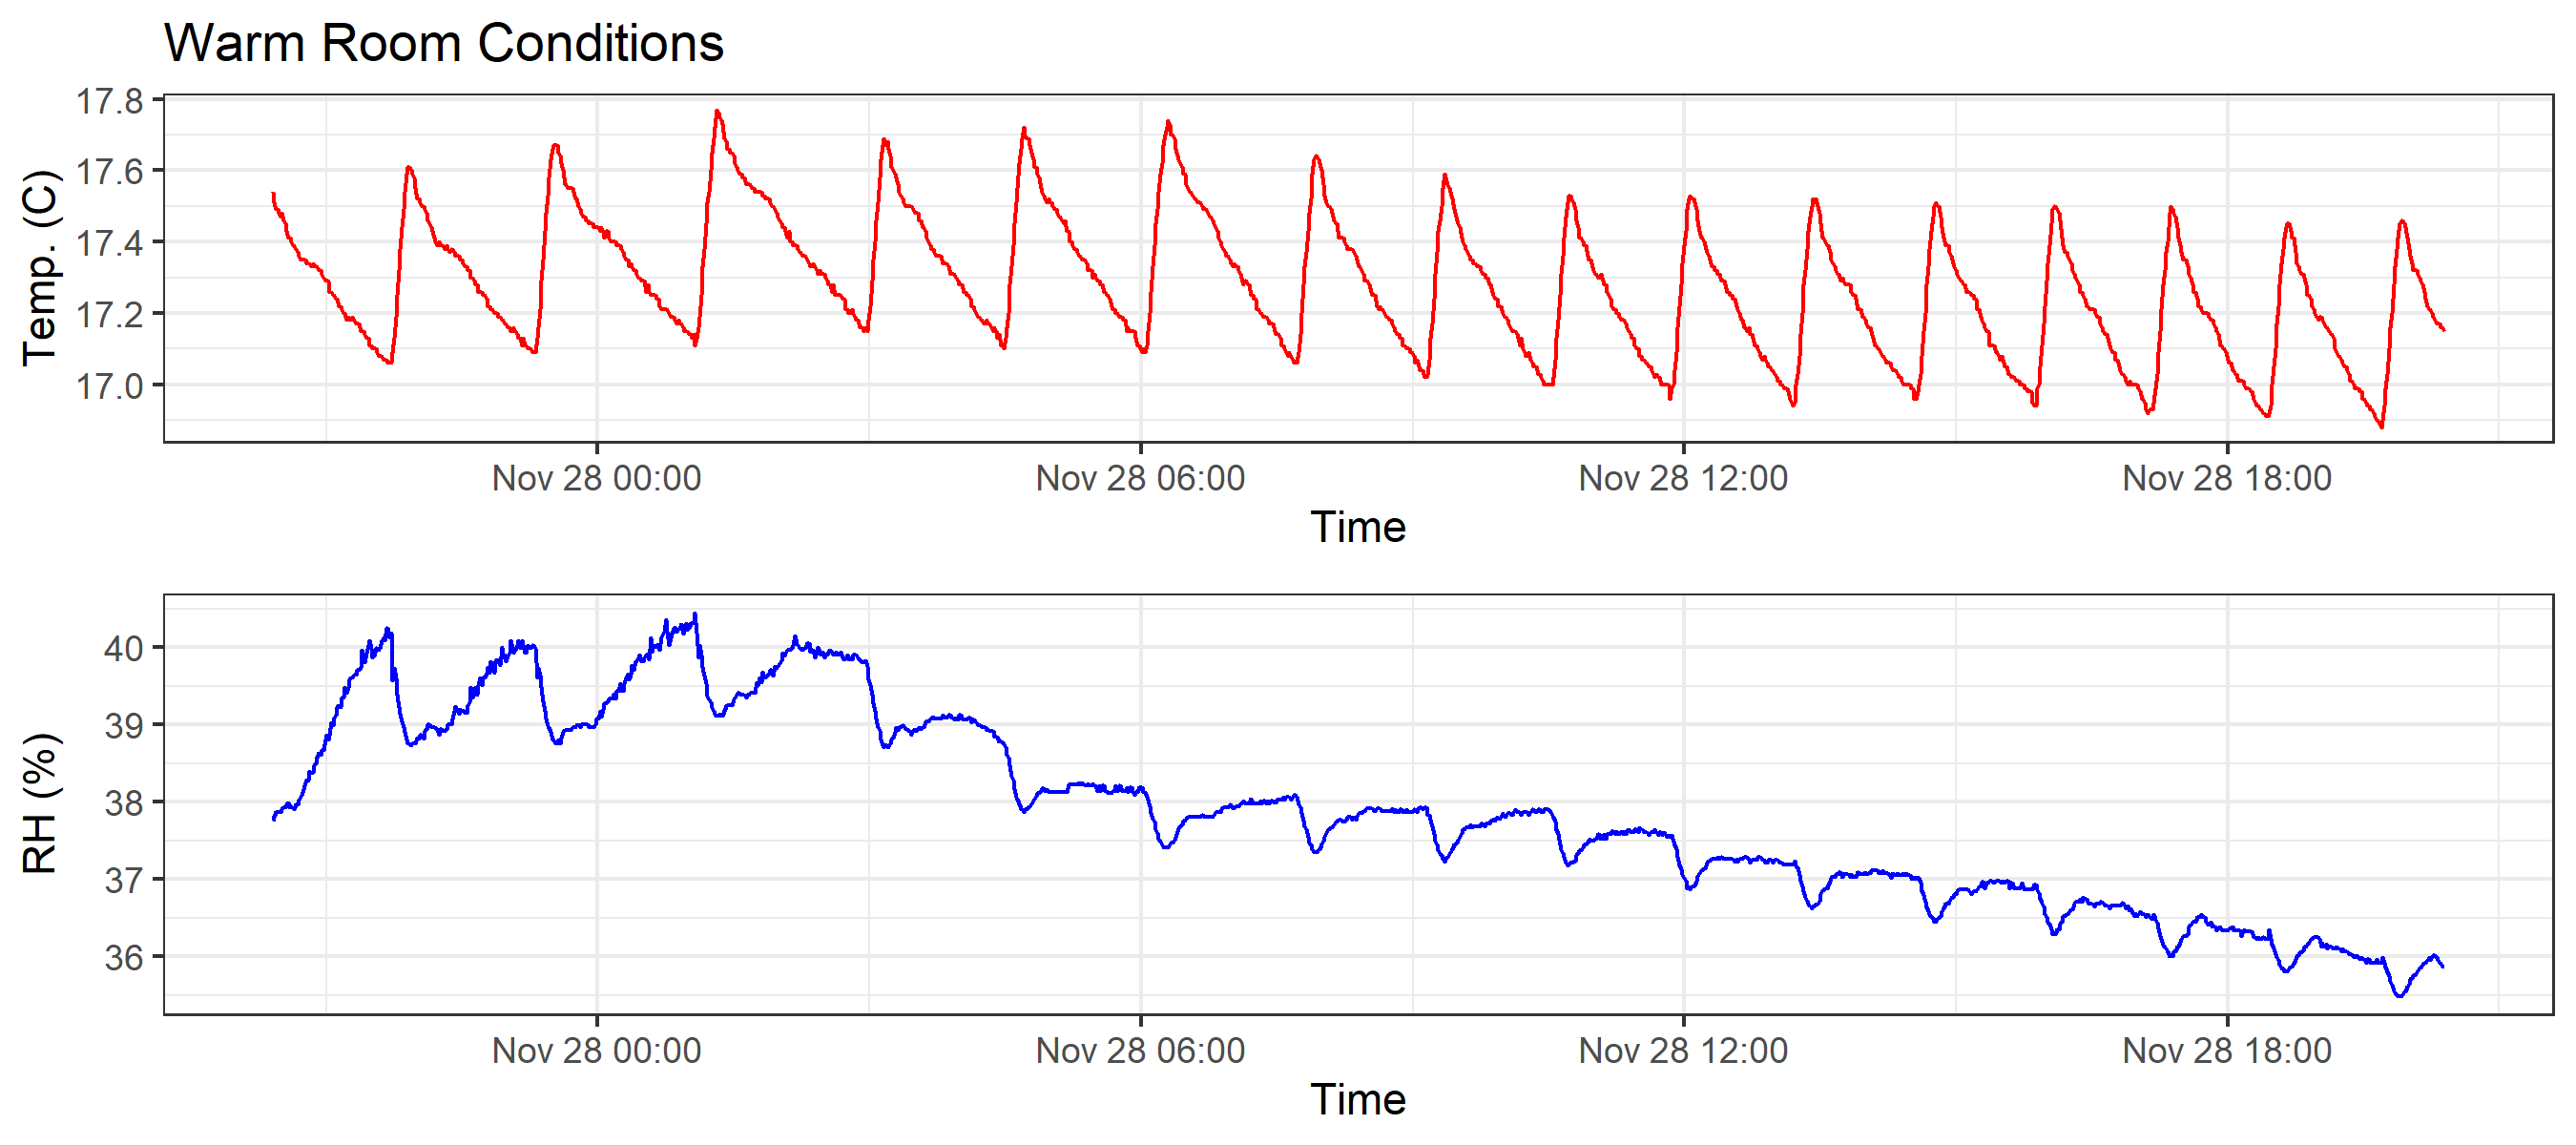 Warm Room Conditions
Temp. (C)
17.8
17.6
17.4
17.2
17.0
Nov 28 00:00 Nov 28 06:00 Nov 28 12:00 Nov 28 18:00
Time
RH (%)
40
39
38
37
36
Nov 28 00:00 Nov 28 06:00 Nov 28 12:00 Nov 28 18:00
Time